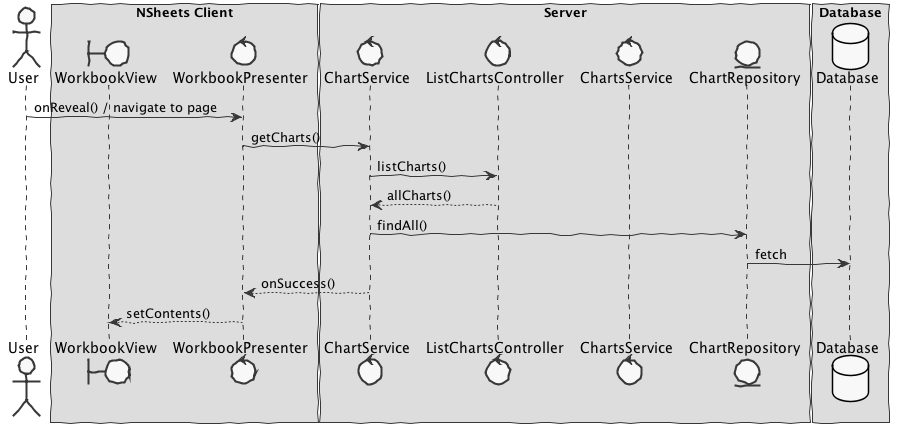 NSheets Client
Server
Database
User
WorkbookView
WorkbookPresenter
ChartService
ListChartsController
ChartsService
ChartRepository
Database
onReveal() / navigate to page
getCharts()
listCharts()
allCharts()
findAll()
fetch
onSuccess()
setContents()
User
WorkbookView
WorkbookPresenter
ChartService
ListChartsController
ChartsService
ChartRepository
Database